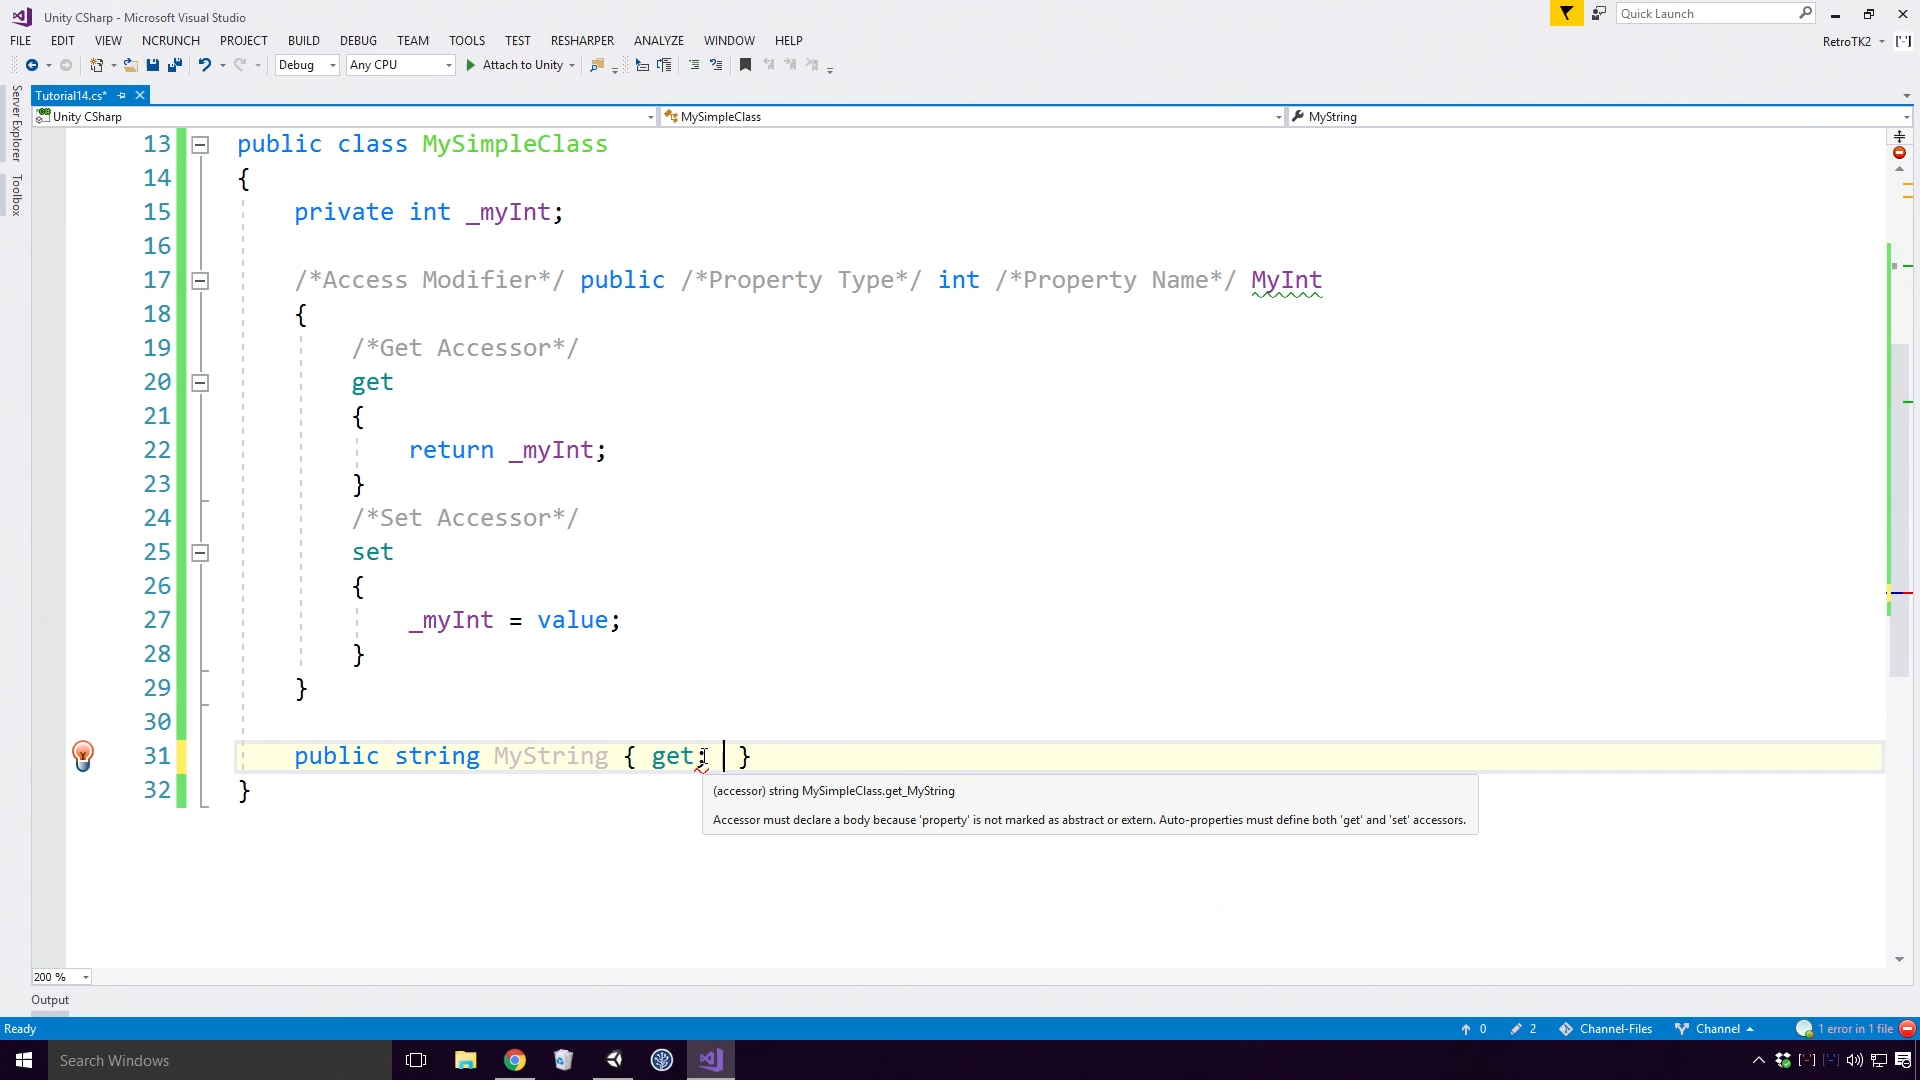 Unity CSharp - Microsoft Visual Studio
Quick Launch
FILE EDIT VIEW NCRUNCH PROJECT BUILD DEBUG TEAM TOOLS TEST RESHARPER ANALYZE WINDOW HELP
RetroTK2
Debug Any CPU Attach to Unity
Server Explorer
Toolbox
Tutorial14.cs*
Unity CSharp MySimpleClass MyString
13 public class MySimpleClass
14 {
15 private int _myInt;
16
17 /*Access Modifier*/ public /*Property Type*/ int /*Property Name*/ MyInt
18 {
19 /*Get Accessor*/
20 get
21 {
22 return _myInt;
23 }
24 /*Set Accessor*/
25 set
26 {
27 _myInt = value;
28 }
29 }
30
31 public string MyString { get; }
32 }
(accessor) string MySimpleClass.get_MyString
Accessor must declare a body because 'property' is not marked as abstract or extern. Auto-properties must define both 'get' and 'set' accessors.
200 %
Output
Ready 0 2 Channel-Files Channel 1 error in 1 file
Search Windows